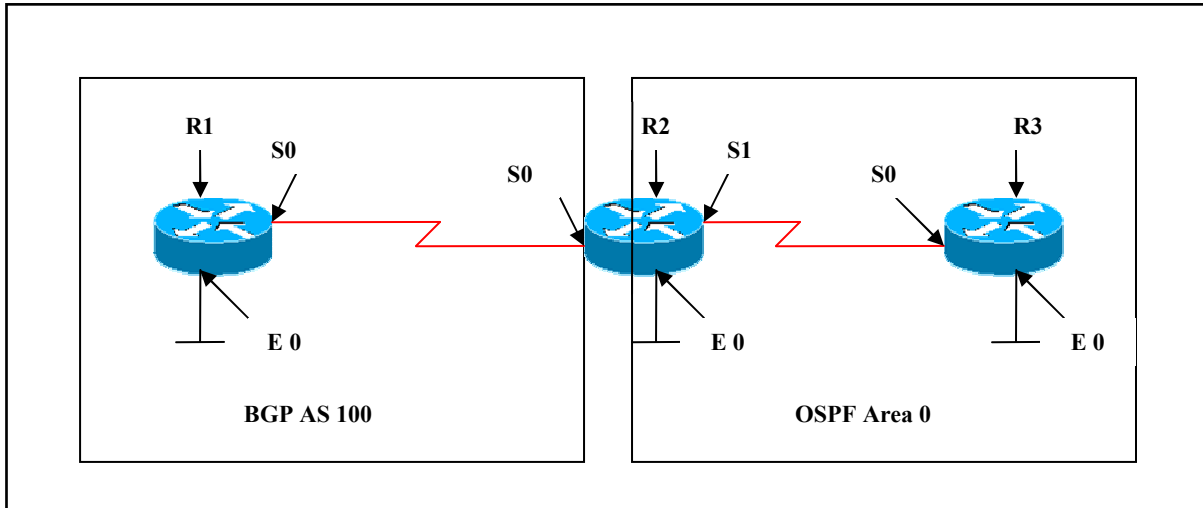 R1
R2
R3
S0
S1
S0
S0
E 0
E 0
E 0
BGP AS 100
OSPF Area 0